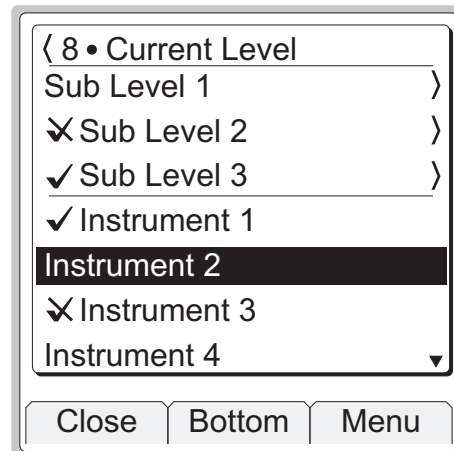 ⟨ 8 • Current Level
Sub Level 1 ⟩
Sub Level 2 ⟩
✓ Sub Level 3 ⟩
✓ Instrument 1
Instrument 2
Instrument 3
Instrument 4 ▼
Close Bottom Menu